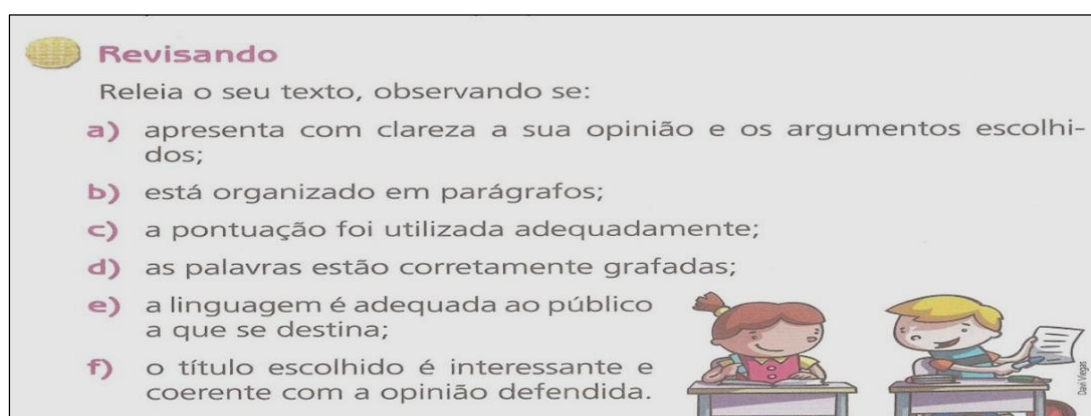 Revisando
Releia o seu texto, observando se:
a) apresenta com clareza a sua opinião e os argumentos escolhi-
dos;
b) está organizado em parágrafos;
c) a pontuação foi utilizada adequadamente;
d) as palavras estão corretamente grafadas;
e) a linguagem é adequada ao público
a que se destina;
f) o título escolhido é interessante e
coerente com a opinião defendida.